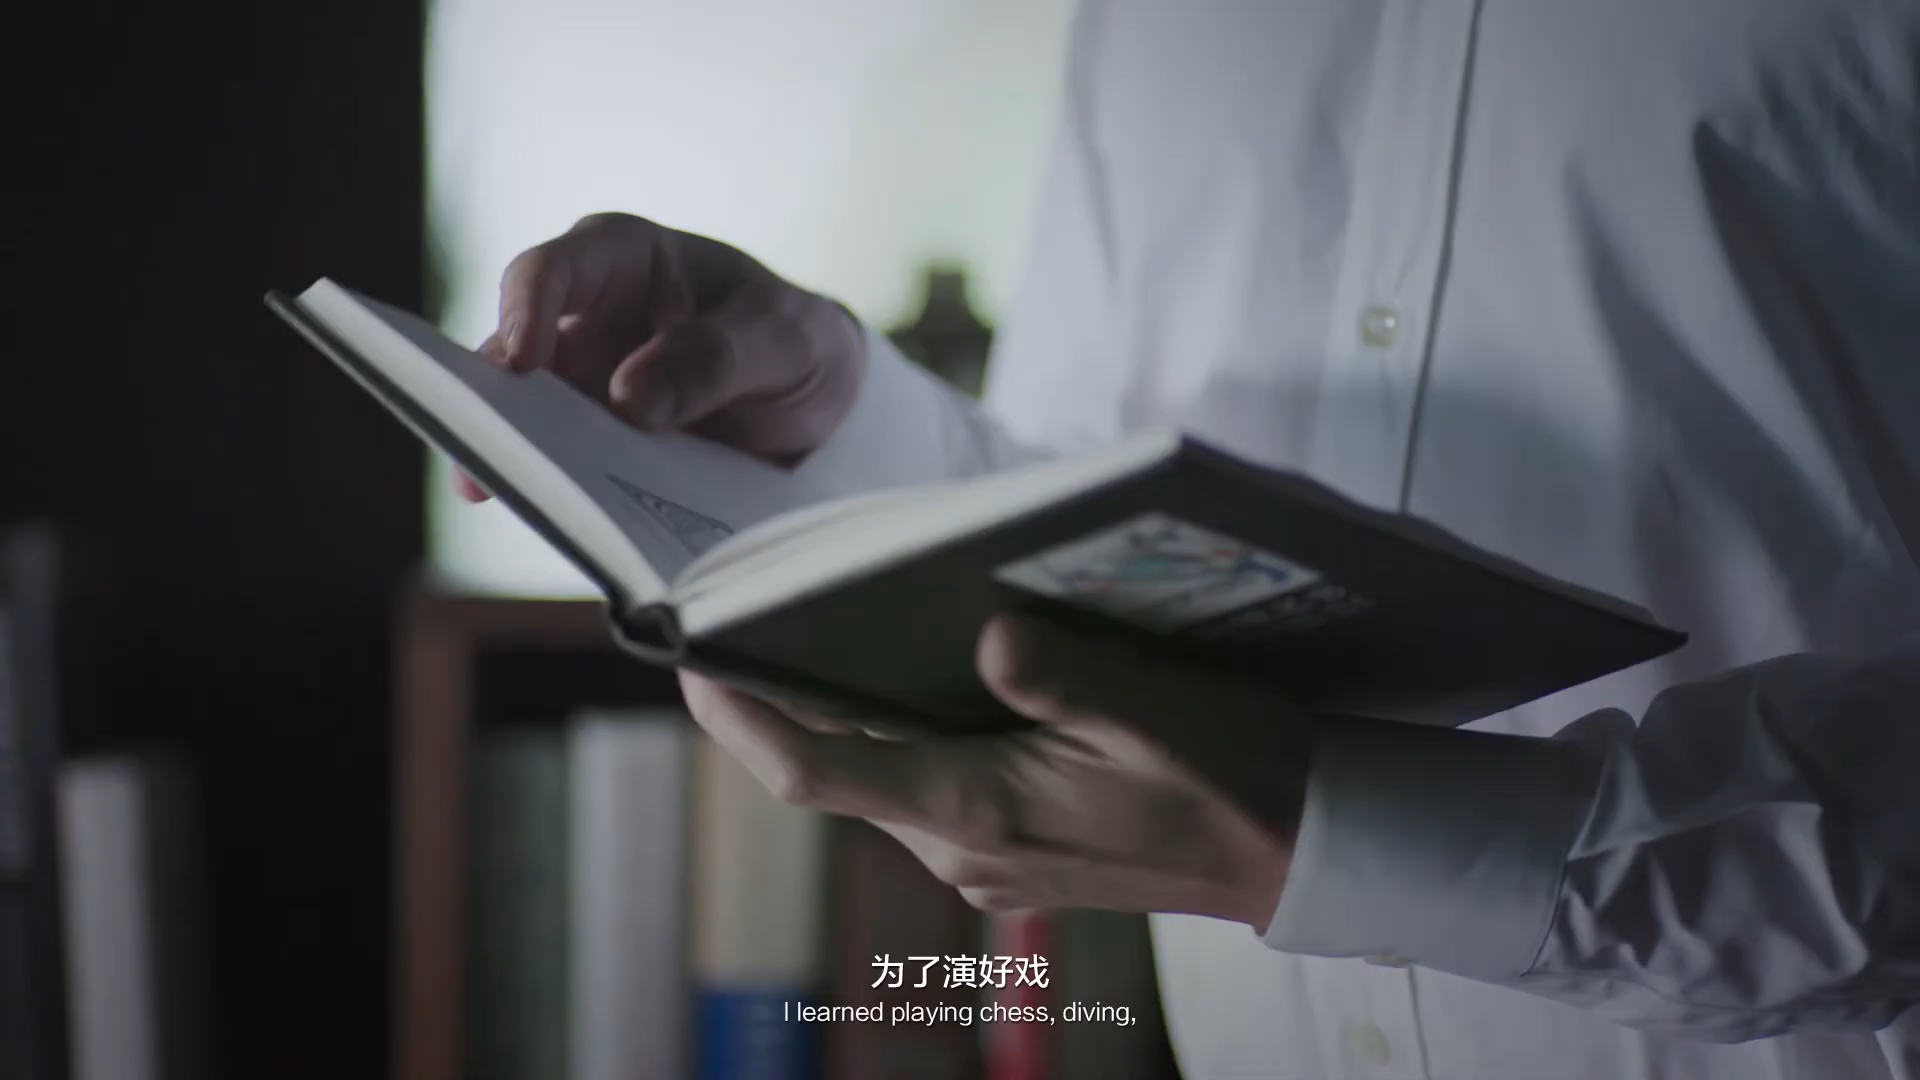 为了演好戏
I learned playing chess, diving,